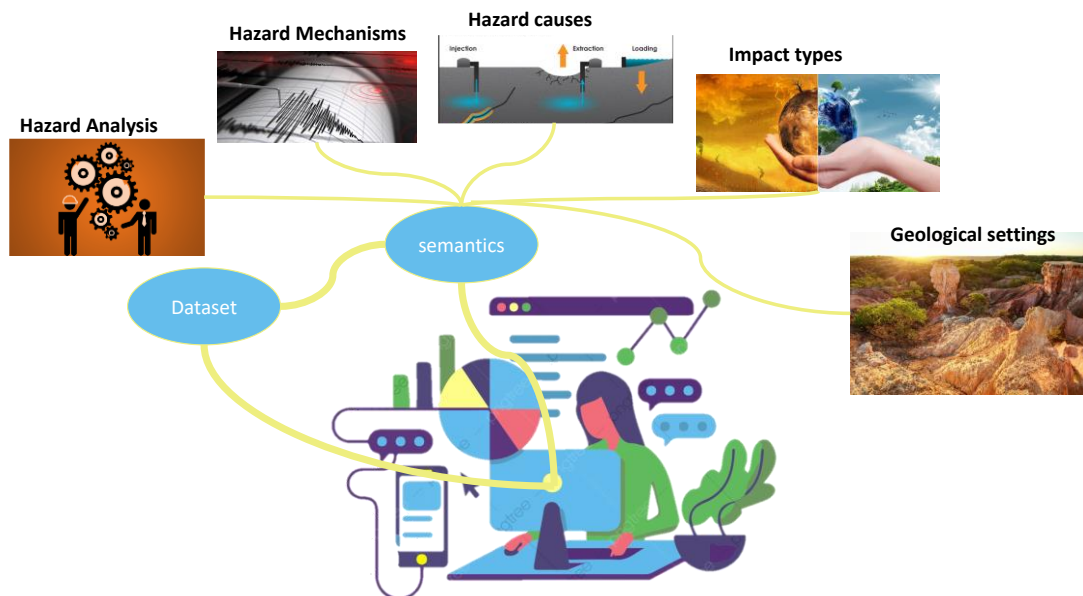 Hazard causes
Hazard Mechanisms
Injection
Extraction
Loading
Impact types
Hazard Analysis
semantics
Geological settings
Dataset